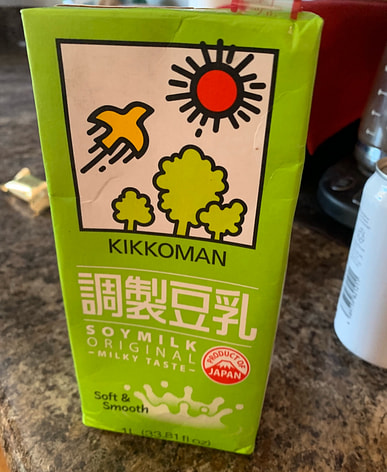 KIKKOMAN
調製豆乳
SOYMILK
ORIGINAL
-MILKY TASTE-
PRODUCT OF
JAPAN
Soft &
Smooth
1L (33.81 fl oz)